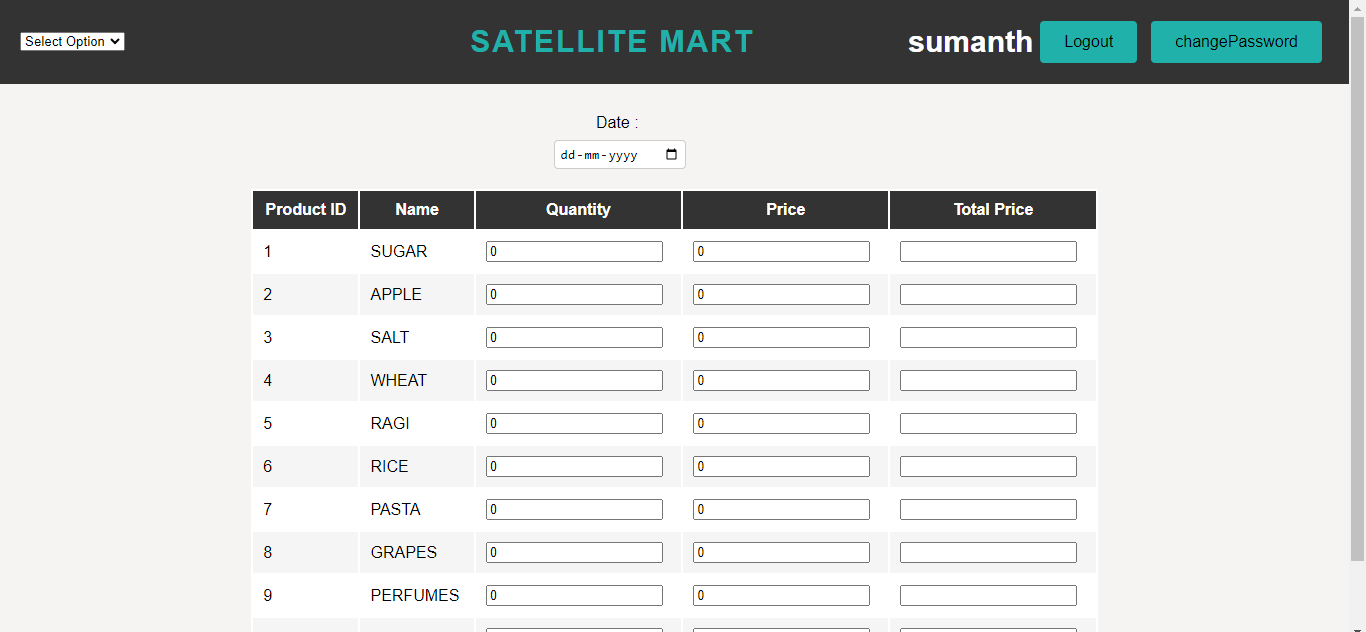 Select Option SATELLITE MART sumanth Logout changePassword
Date :
dd-mm-yyyy
Product ID Name Quantity Price Total Price
1 SUGAR 0 0
2 APPLE 0 0
3 SALT 0 0
4 WHEAT 0 0
5 RAGI 0 0
6 RICE 0 0
7 PASTA 0 0
8 GRAPES 0 0
9 PERFUMES 0 0